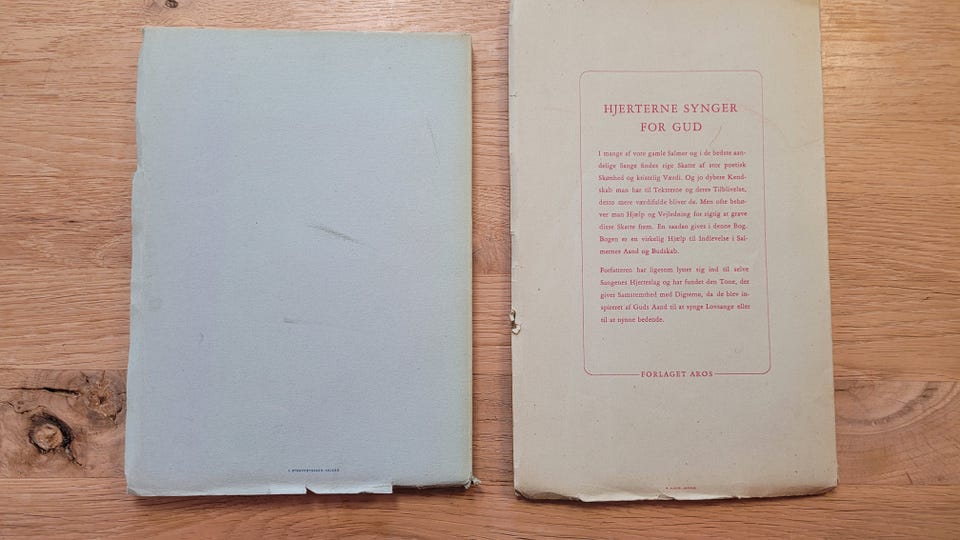 HJERTERNE SYNGER
FOR GUD
I mange af vore gamle Salmer og i de bedste aan-
delige Sange findes rige Skatte af stor poetisk
Skønhed og kristelig Værdi. Og jo dybere Kend-
skab man har til Teksterne og deres Tilblivelse,
desto mere værdifulde bliver de. Men ofte behø-
ver man Hjælp og Vejledning for rigtig at grave
disse Skatte frem. En saadan gives i denne Bog.
Bogen er en virkelig Hjælp til Indlevelse i Sal-
mernes Aand og Budskab.
Forfatteren har ligesom lyttet sig ind til selve
Sangenes Hjerteslag og har fundet den Tone, der
giver Samstemthed med Digterne, da de blev in-
spireret af Guds Aand til at synge Lovsange eller
til at nynne bedende.
FORLAGET AROS